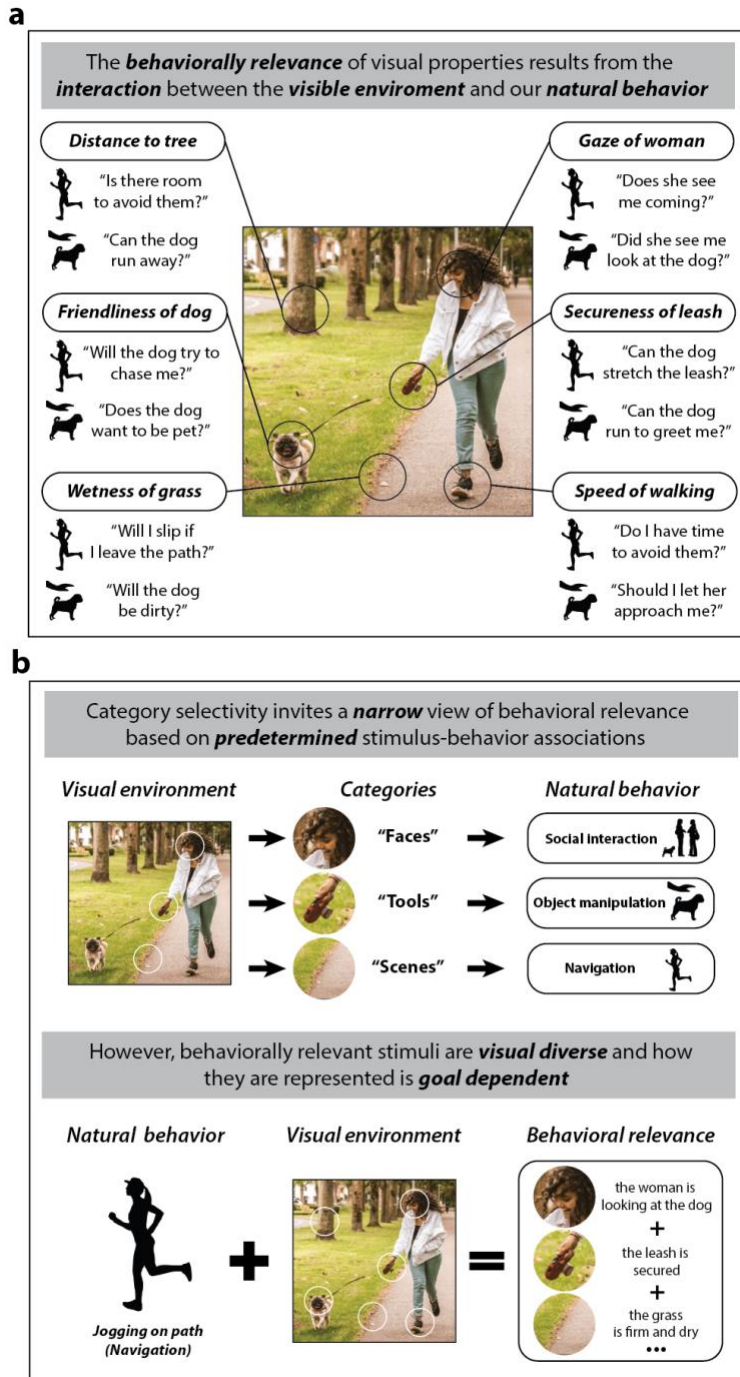 a
The behaviorally relevance of visual properties results from the
interaction between the visible enviroment and our natural behavior
Distance to tree
"Is there room
to avoid them?"
"Can the dog
run away?"
Friendliness of dog
"Will the dog try to
chase me?"
"Does the dog
want to be pet?"
Wetness of grass
"Will I slip if
I leave the path?"
"Will the dog
be dirty?"
Gaze of woman
"Does she see
me coming?"
"Did she see me
look at the dog?"
Secureness of leash
"Can the dog
stretch the leash?"
"Can the dog
run to greet me?"
Speed of walking
"Do I have time
to avoid them?"
"Should I let her
approach me?"
b
Category selectivity invites a narrow view of behavioral relevance
based on predetermined stimulus-behavior associations
Visual environment
Categories
Natural behavior
"Faces"
Social interaction
"Tools"
Object manipulation
"Scenes"
Navigation
However, behaviorally relevant stimuli are visual diverse and how
they are represented is goal dependent
Natural behavior
Visual environment
Behavioral relevance
Jogging on path
(Navigation)
+
=
the woman is
looking at the dog
+
the leash is
secured
+
the grass
is firm and dry
•••